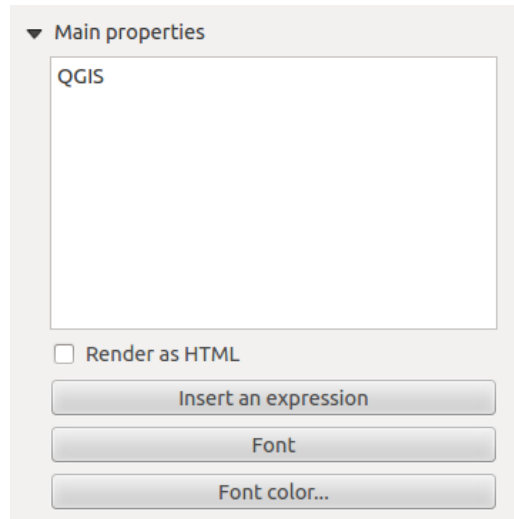 Main properties
QGIS
Render as HTML
Insert an expression
Font
Font color...